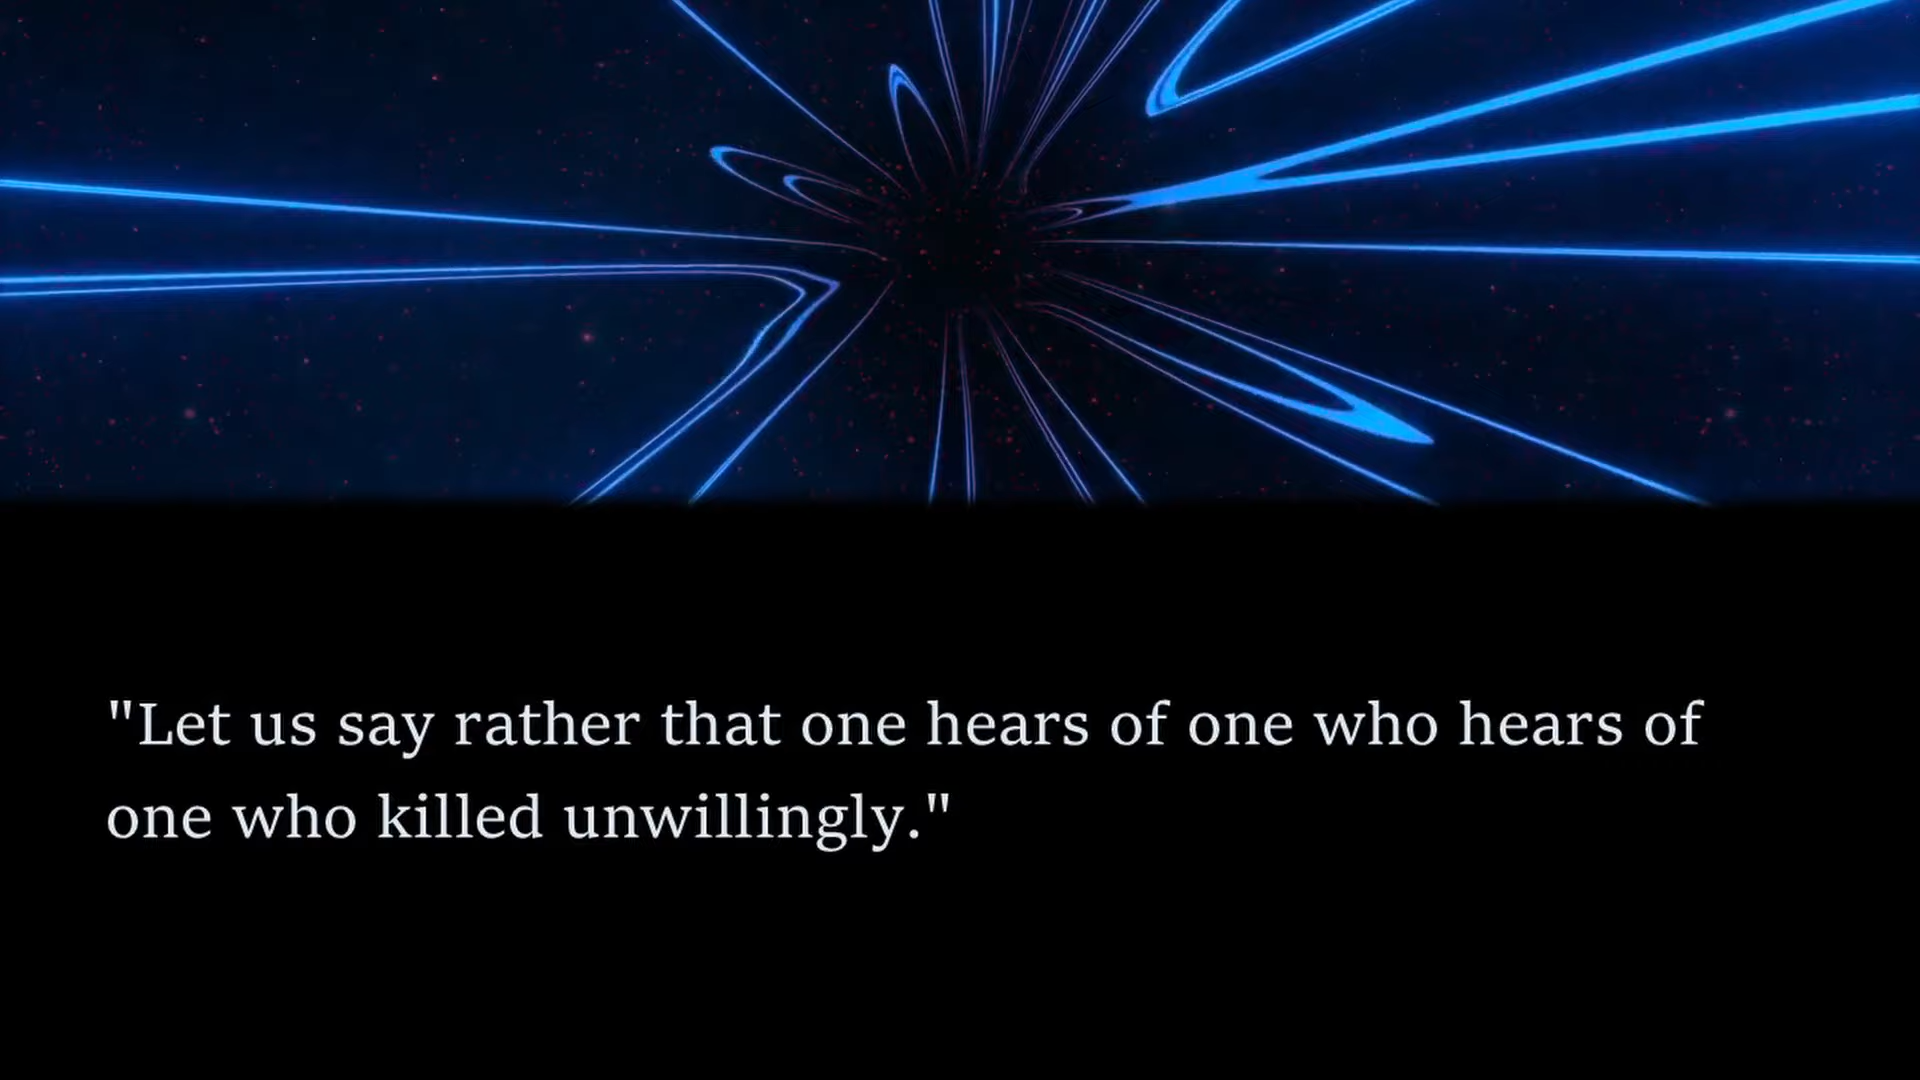 "Let us say rather that one hears of one who hears of
one who killed unwillingly."